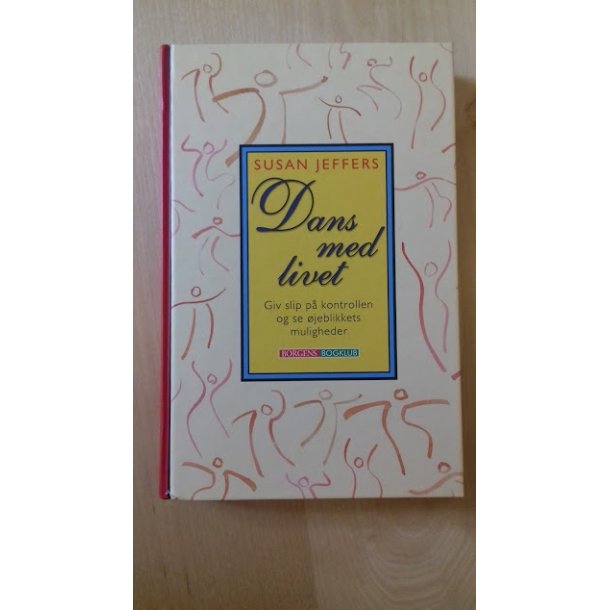 SUSAN JEFFERS
Dans
med
livet
Giv slip på kontrollen
og se øjeblikkets
muligheder
BORGENS BOGKLUB